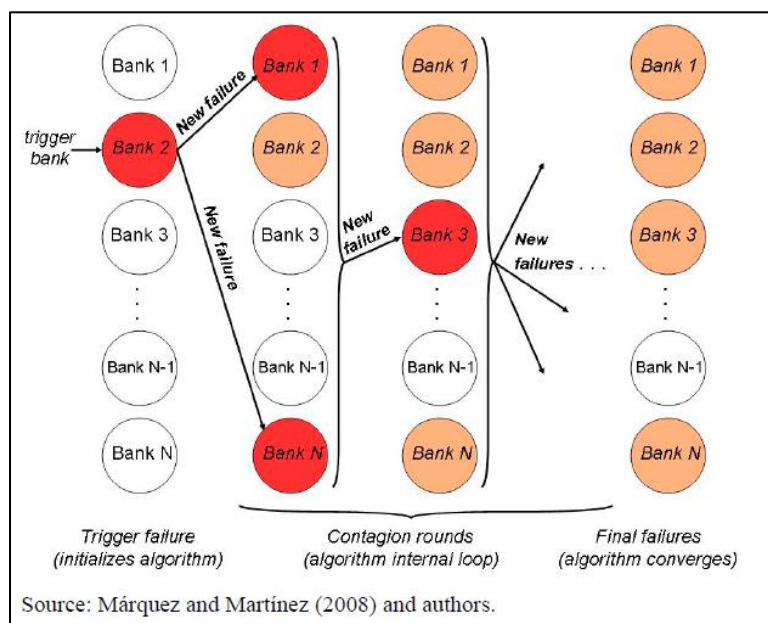 Bank 1
trigger
bank
Bank 2
Bank 3
Bank N-1
Bank N
New failure
New failure
Bank 1
Bank 2
Bank 3
Bank N-1
Bank N
New
failure
Bank 1
Bank 2
Bank 3
Bank N-1
Bank N
New
failures . . .
Bank 1
Bank 2
Bank 3
Bank N-1
Bank N
Trigger failure
(initializes algorithm)
Contagion rounds
(algorithm internal loop)
Final failures
(algorithm converges)
Source: Márquez and Martínez (2008) and authors.